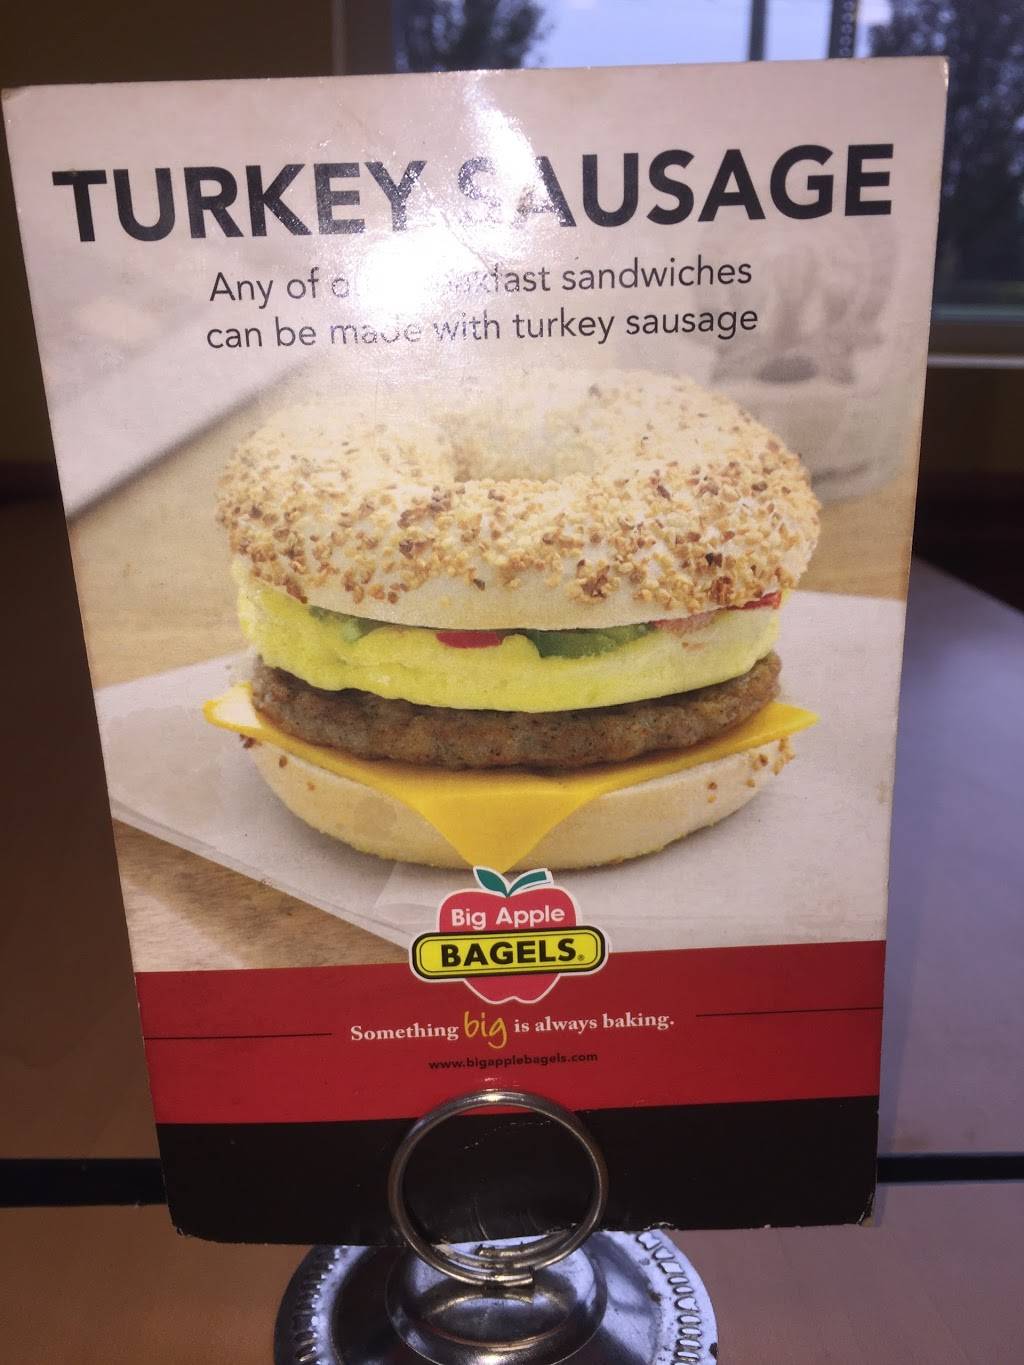 TURKEY SAUSAGE
Any of breakfast sandwiches
can be made with turkey sausage
Big Apple
BAGELS®
Something big is always baking.
www.bigapplebagels.com